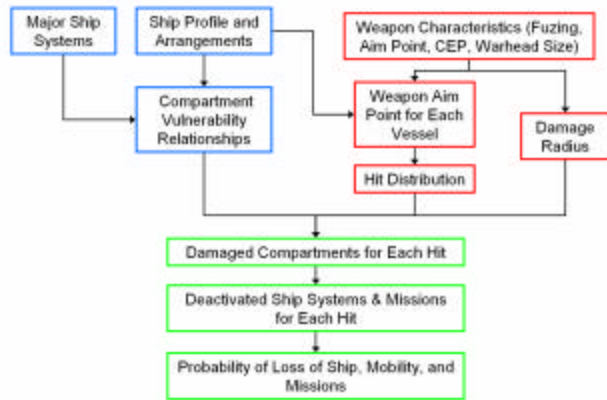 Major Ship
Systems
Ship Profile and
Arrangements
Weapon Characteristics (Fuzing,
Aim Point, CEP, Warhead Size)
Compartment
Vulnerability
Relationships
Weapon Aim
Point for Each
Vessel
Damage
Radius
Hit Distribution
Damaged Compartments for Each Hit
Deactivated Ship Systems & Missions
for Each Hit
Probability of Loss of Ship, Mobility, and
Missions